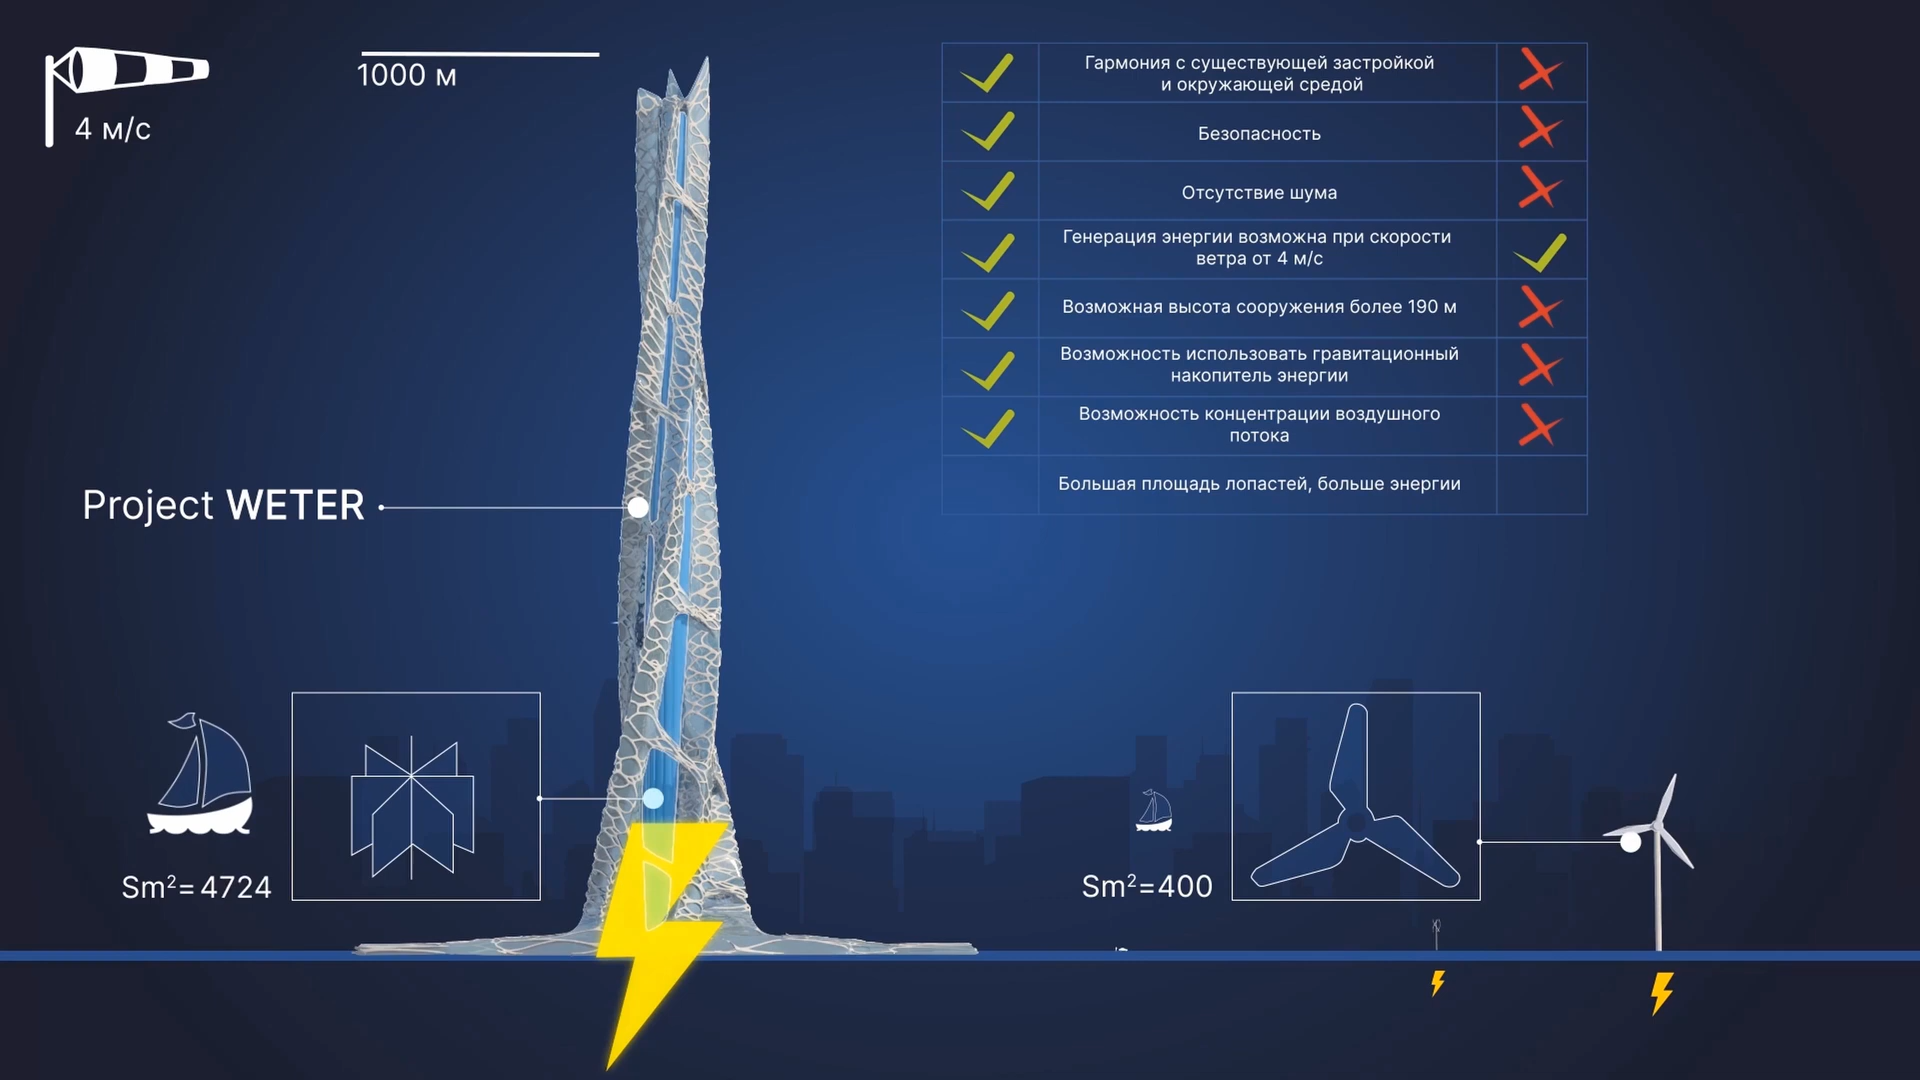 4 м/с
1000 м
Гармония с существующей застройкой
и окружающей средой
Безопасность
Отсутствие шума
Генерация энергии возможна при скорости
ветра от 4 м/с
Возможная высота сооружения более 190 м
Возможность использовать гравитационный
накопитель энергии
Возможность концентрации воздушного
потока
Большая площадь лопастей, больше энергии
Project WETER
Sm²=4724
Sm²=400